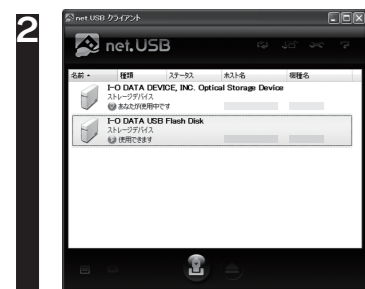 2
net.USB クライアント
net.USB
名前 種類 ステータス ホスト名 機種名
I-O DATA DEVICE, INC. Optical Storage Device
ストレージデバイス
あなたが使用中です
I-O DATA USB Flash Disk
ストレージデバイス
使用できます